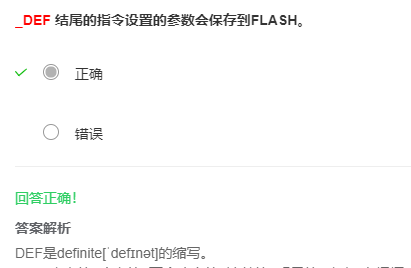 _DEF 结尾的指令设置的参数会保存到FLASH。
正确
错误
回答正确!
答案解析
DEF是definite[ˈdefɪnət]的缩写。